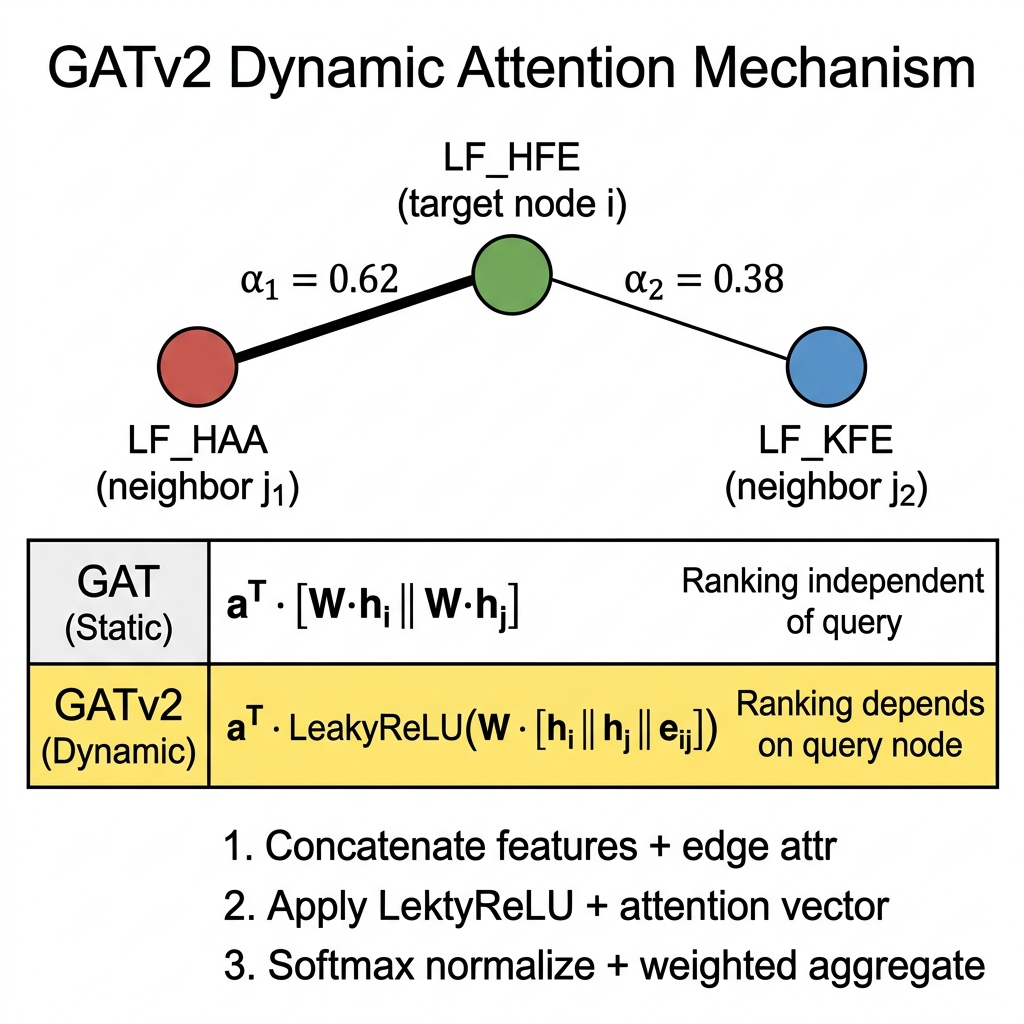 GATv2 Dynamic Attention Mechanism
LF_HFE
(target node i)
α₁ = 0.62
α₂ = 0.38
LF_HAA
(neighbor j₁)
LF_KFE
(neighbor j₂)
GAT
(Static)
aᵀ · [W·hᵢ || W·hⱼ]
Ranking independent
of query
GATv2
(Dynamic)
aᵀ · LeakyReLU(W · [hᵢ || hⱼ || eᵢⱼ])
Ranking depends
on query node
1. Concatenate features + edge attr
2. Apply LektyReLU + attention vector
3. Softmax normalize + weighted aggregate